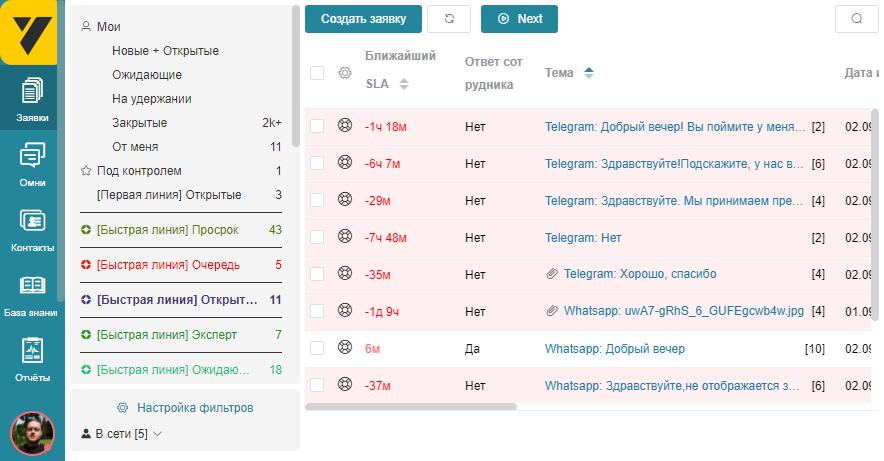 Заявки
Омни
Контакты
База знани
Отчёты
Мои
Новые + Открытые
Ожидающие
На удержании
Закрытые 2k+
От меня 11
Под контролем 1
[Первая линия] Открытые 3
[Быстрая линия] Просрок 43
[Быстрая линия] Очередь 5
[Быстрая линия] Открыт... 11
[Быстрая линия] Эксперт 7
[Быстрая линия] Ожидаю... 18
Настройка фильтров
В сети [5]
Создать заявку Next
Ближайший SLA Ответ сот рудника Тема Дата и
-1ч 18м Нет Telegram: Добрый вечер! Вы поймите у меня... [2] 02.09
-6ч 7м Нет Telegram: Здравствуйте!Подскажите, у нас в... [6] 02.09
-29м Нет Telegram: Здравствуйте. Мы принимаем пре... [4] 02.09
-7ч 48м Нет Telegram: Нет [2] 02.09
-35м Нет Telegram: Хорошо, спасибо [4] 02.09
-1д 9ч Нет Whatsapp: uwA7-gRhS_6_GUFEgcwb4w.jpg [4] 01.09
6м Да Whatsapp: Добрый вечер [10] 02.09
-37м Нет Whatsapp: Здравствуйте,не отображается з... [6] 02.09